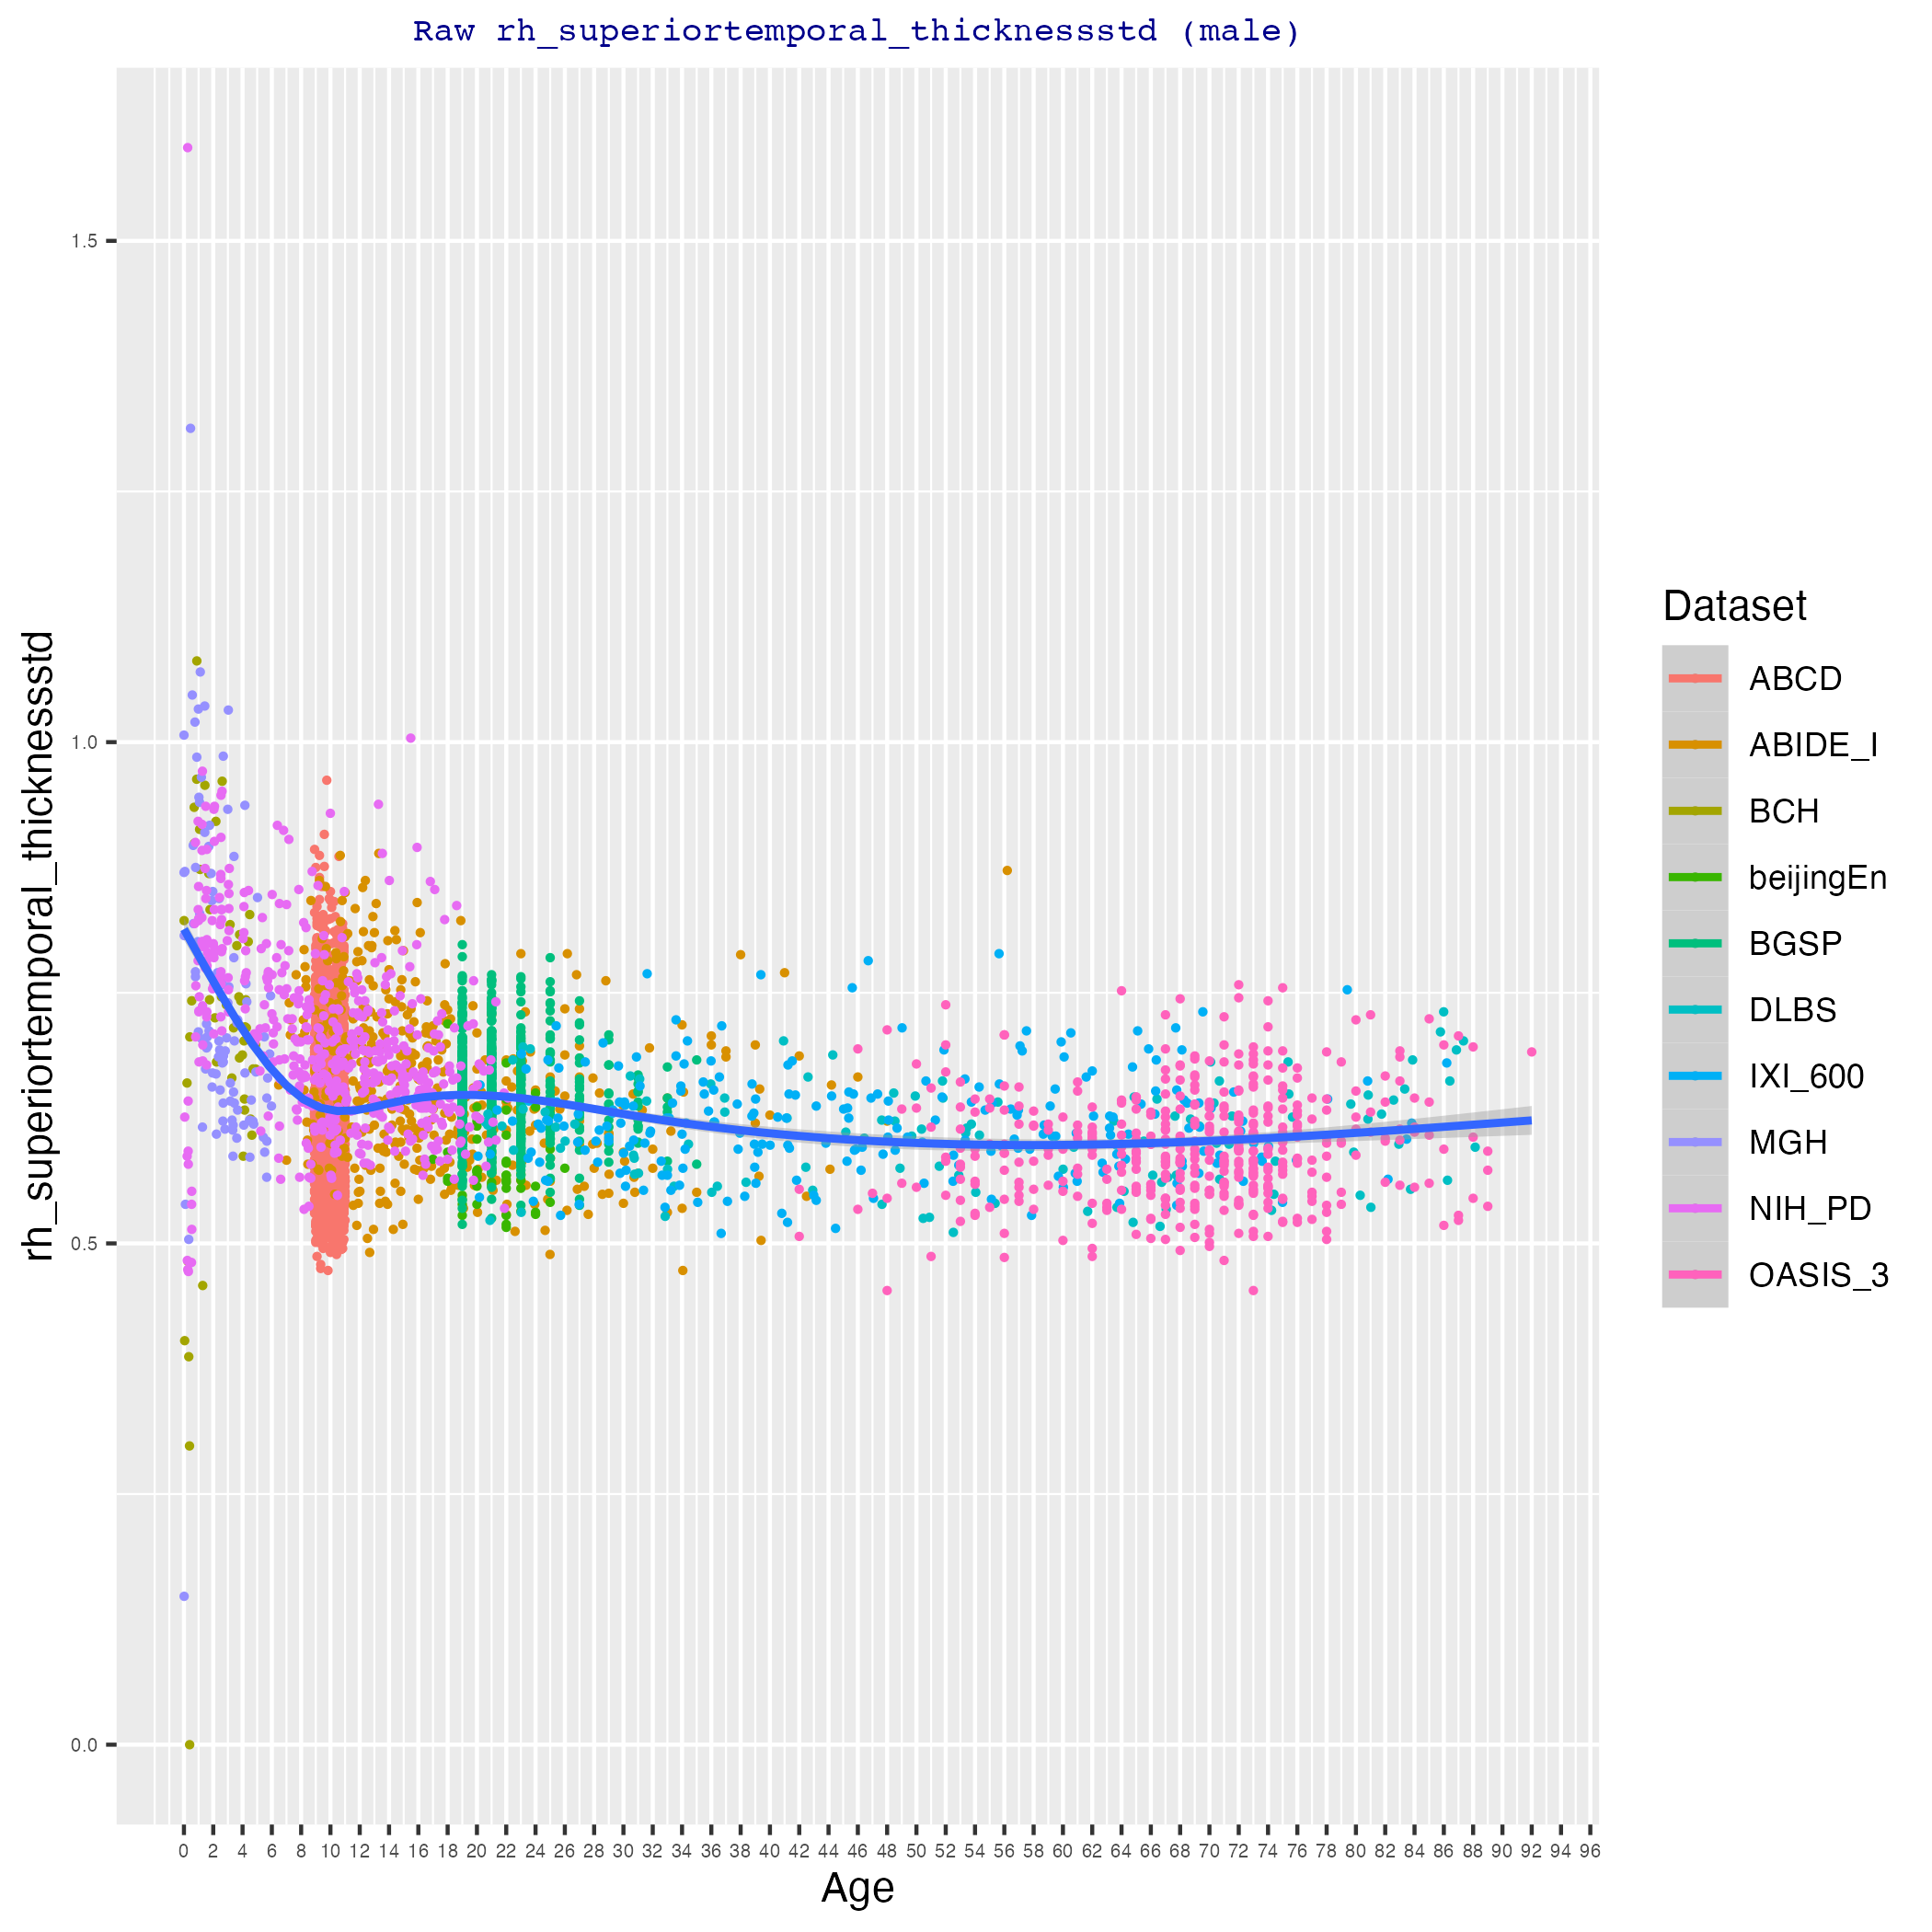 Raw rh_superiortemporal_thicknessstd (male)
rh_superiortemporal_thicknessstd
1.5
1.0
0.5
0.0
0 2 4 6 8 10 12 14 16 18 20 22 24 26 28 30 32 34 36 38 40 42 44 46 48 50 52 54 56 58 60 62 64 66 68 70 72 74 76 78 80 82 84 86 88 90 92 94 96
Age
Dataset
ABCD
ABIDE_I
BCH
beijingEn
BGSP
DLBS
IXI_600
MGH
NIH_PD
OASIS_3